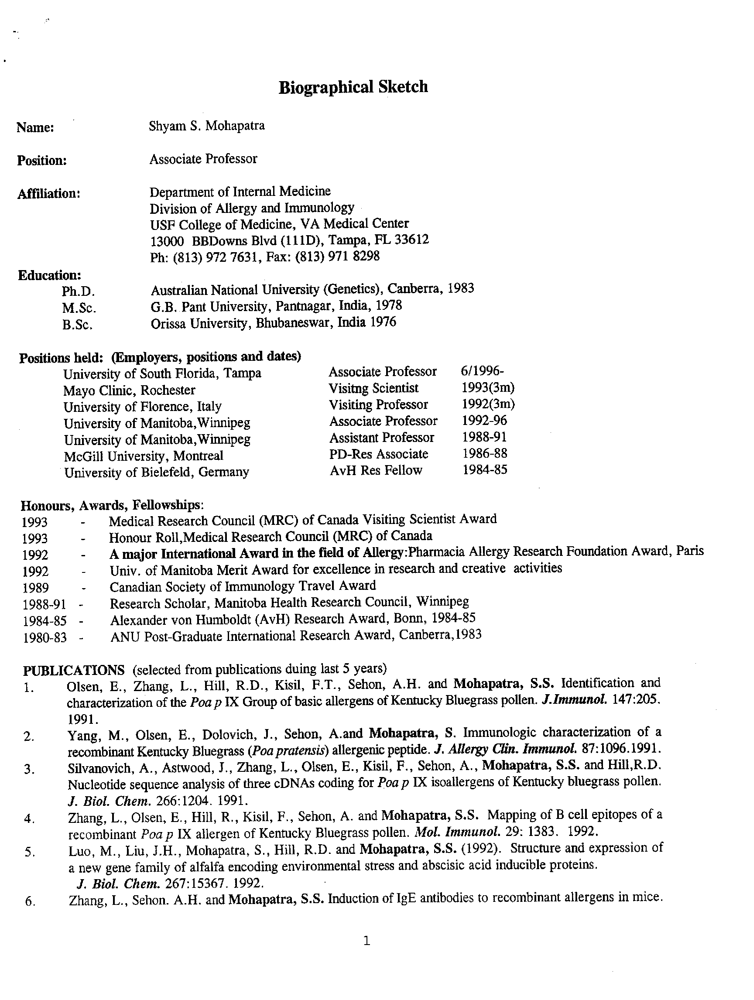 Biographical Sketch
Name: Shyam S. Mohapatra
Position: Associate Professor
Affiliation: Department of Internal Medicine
Division of Allergy and Immunology
USF College of Medicine, VA Medical Center
13000 BBDowns Blvd (111D), Tampa, FL 33612
Ph: (813) 972 7631, Fax: (813) 971 8298
Education:
Ph.D. Australian National University (Genetics), Canberra, 1983
M.Sc. G.B. Pant University, Pantnagar, India, 1978
B.Sc. Orissa University, Bhubaneswar, India 1976
Positions held: (Employers, positions and dates)
University of South Florida, Tampa Associate Professor 6/1996-
Mayo Clinic, Rochester Visitng Scientist 1993(3m)
University of Florence, Italy Visiting Professor 1992(3m)
University of Manitoba,Winnipeg Associate Professor 1992-96
University of Manitoba,Winnipeg Assistant Professor 1988-91
McGill University, Montreal PD-Res Associate 1986-88
University of Bielefeld, Germany AvH Res Fellow 1984-85
Honours, Awards, Fellowships:
1993 - Medical Research Council (MRC) of Canada Visiting Scientist Award
1993 - Honour Roll,Medical Research Council (MRC) of Canada
1992 - A major International Award in the field of Allergy:Pharmacia Allergy Research Foundation Award, Paris
1992 - Univ. of Manitoba Merit Award for excellence in research and creative activities
1989 - Canadian Society of Immunology Travel Award
1988-91 - Research Scholar, Manitoba Health Research Council, Winnipeg
1984-85 - Alexander von Humboldt (AvH) Research Award, Bonn, 1984-85
1980-83 - ANU Post-Graduate International Research Award, Canberra,1983
PUBLICATIONS (selected from publications duing last 5 years)
1. Olsen, E., Zhang, L., Hill, R.D., Kisil, F.T., Sehon, A.H. and Mohapatra, S.S. Identification and
characterization of the Poa p IX Group of basic allergens of Kentucky Bluegrass pollen. J.Immunol. 147:205.
1991.
2. Yang, M., Olsen, E., Dolovich, J., Sehon, A.and Mohapatra, S. Immunologic characterization of a
recombinant Kentucky Bluegrass (Poa pratensis) allergenic peptide. J. Allergy Clin. Immunol. 87:1096.1991.
3. Silvanovich, A., Astwood, J., Zhang, L., Olsen, E., Kisil, F., Sehon, A., Mohapatra, S.S. and Hill,R.D.
Nucleotide sequence analysis of three cDNAs coding for Poa p IX isoallergens of Kentucky bluegrass pollen.
J. Biol. Chem. 266:1204. 1991.
4. Zhang, L., Olsen, E., Hill, R., Kisil, F., Sehon, A. and Mohapatra, S.S. Mapping of B cell epitopes of a
recombinant Poa p IX allergen of Kentucky Bluegrass pollen. Mol. Immunol. 29: 1383. 1992.
5. Luo, M., Liu, J.H., Mohapatra, S., Hill, R.D. and Mohapatra, S.S. (1992). Structure and expression of
a new gene family of alfalfa encoding environmental stress and abscisic acid inducible proteins.
J. Biol. Chem. 267:15367. 1992.
6. Zhang, L., Sehon. A.H. and Mohapatra, S.S. Induction of IgE antibodies to recombinant allergens in mice.
1